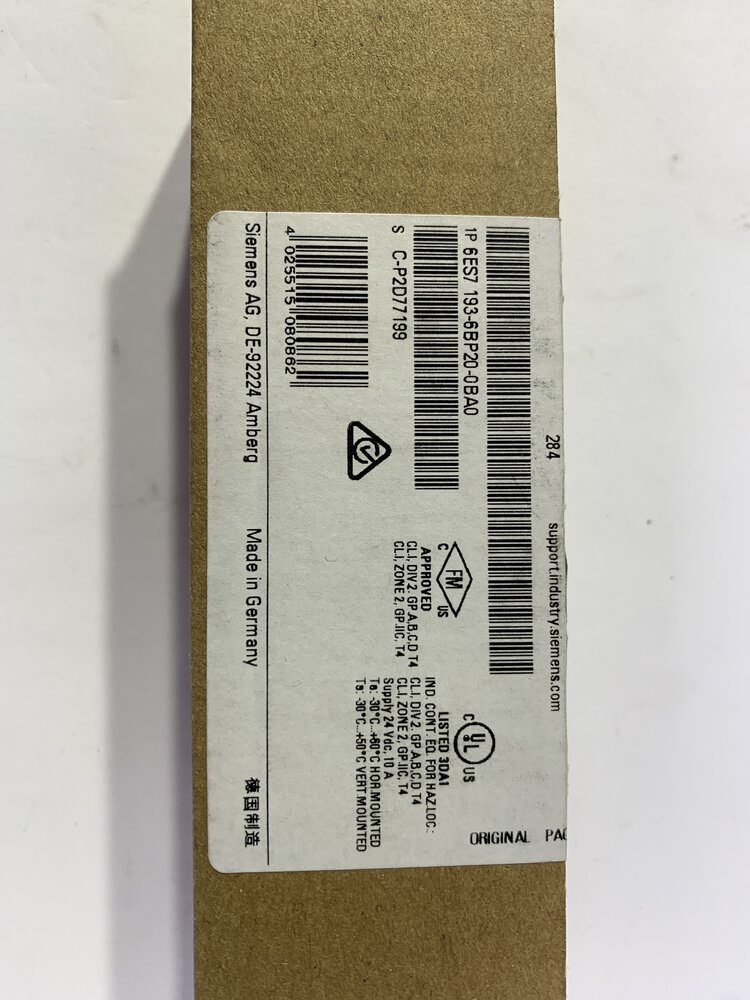 284
support.industry.siemens.com
1P 6ES7 193-6BP20-0BA0
S C-P2D77199
4 025515 080862
C FM US
APPROVED
CL.I, DIV.2, GP.A,B,C,D T4
CL.I, ZONE 2, GP.IIC, T4
C UL US
LISTED 3DA1
IND. CONT. EQ. FOR HAZ.LOC.:
CL.I, DIV.2, GP.A,B,C,D T4
CL.I, ZONE 2, GP.IIC, T4
Supply 24 Vdc, 10 A
Ta: -30°C...+60°C HOR.MOUNTED
Ta: -30°C...+50°C VERT.MOUNTED
ORIGINAL PAC
Siemens AG, DE-92224 Amberg
Made in Germany
德国制造